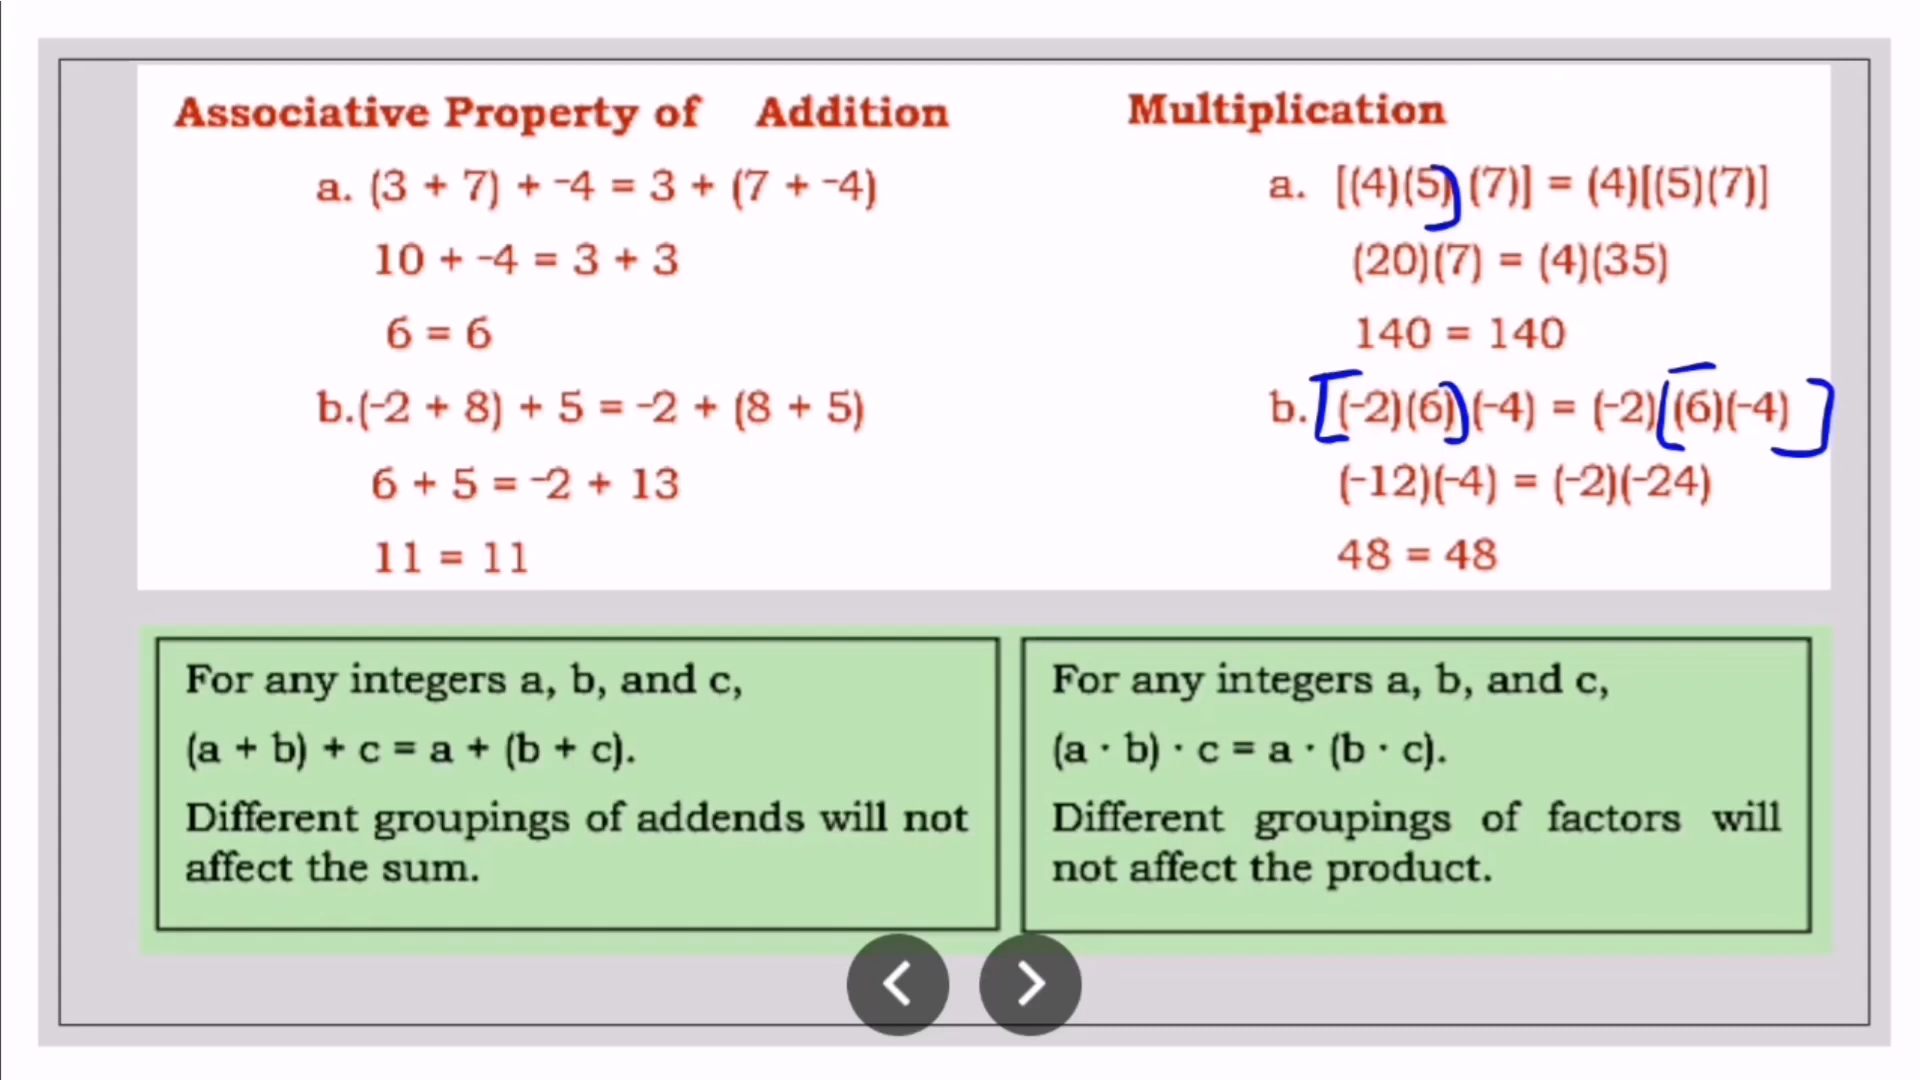 Associative Property of Addition
a. (3 + 7) + ⁻4 = 3 + (7 + ⁻4)
10 + ⁻4 = 3 + 3
6 = 6
b.(⁻2 + 8) + 5 = ⁻2 + (8 + 5)
6 + 5 = ⁻2 + 13
11 = 11
Multiplication
a. [(4)(5)](7)] = (4)[(5)(7)]
(20)(7) = (4)(35)
140 = 140
b. [(⁻2)(6)](-4) = (⁻2)[(6)(-4)]
(⁻12)(-4) = (⁻2)(⁻24)
48 = 48
For any integers a, b, and c,
(a + b) + c = a + (b + c).
Different groupings of addends will not
affect the sum.
For any integers a, b, and c,
(a · b) · c = a · (b · c).
Different groupings of factors will
not affect the product.